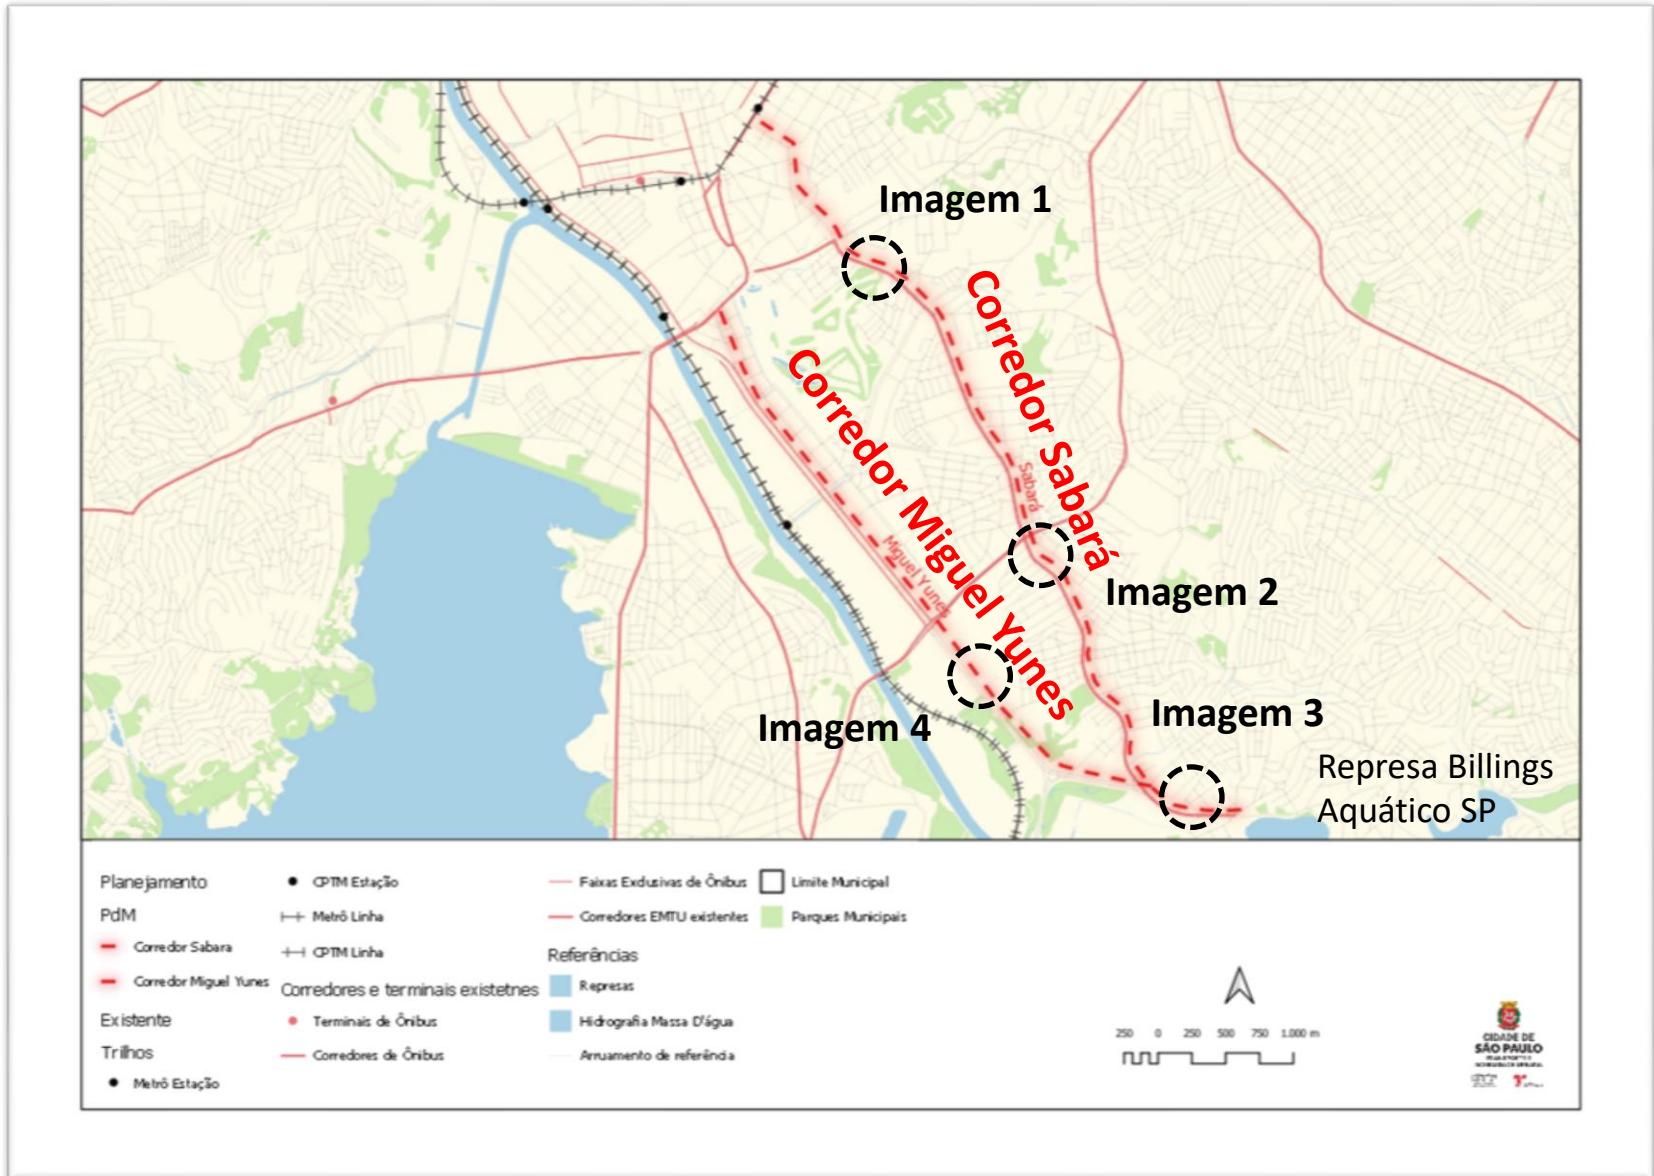 Imagem 1
Corredor Sabará
Corredor Miguel Yunes
Sabará
Miguel Yunes
Imagem 2
Imagem 3
Imagem 4
Represa Billings
Aquático SP
Planejamento
PdM
Corredor Sabara
Corredor Miguel Yunes
Existente
Trilhos
Metrô Estação
CPTM Estação
Metrô Linha
CPTM Linha
Corredores e terminais existetnes
Terminais de Ônibus
Corredores de Ônibus
Faixas Exclusivas de Ônibus
Corredores EMTU existentes
Referências
Represas
Hidrografia Massa D'água
Arruamento de referência
Limite Municipal
Parques Municipais
250 0 250 500 750 1.000 m
CIDADE DE
SÃO PAULO